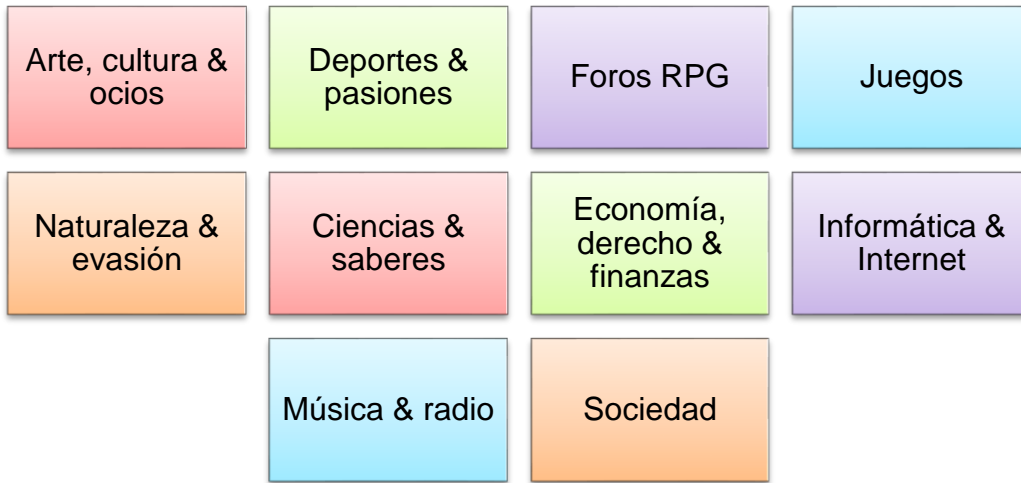 Arte, cultura &
ocios
Deportes &
pasiones
Foros RPG
Juegos
Naturaleza &
evasión
Ciencias &
saberes
Economía,
derecho &
finanzas
Informática &
Internet
Música & radio
Sociedad